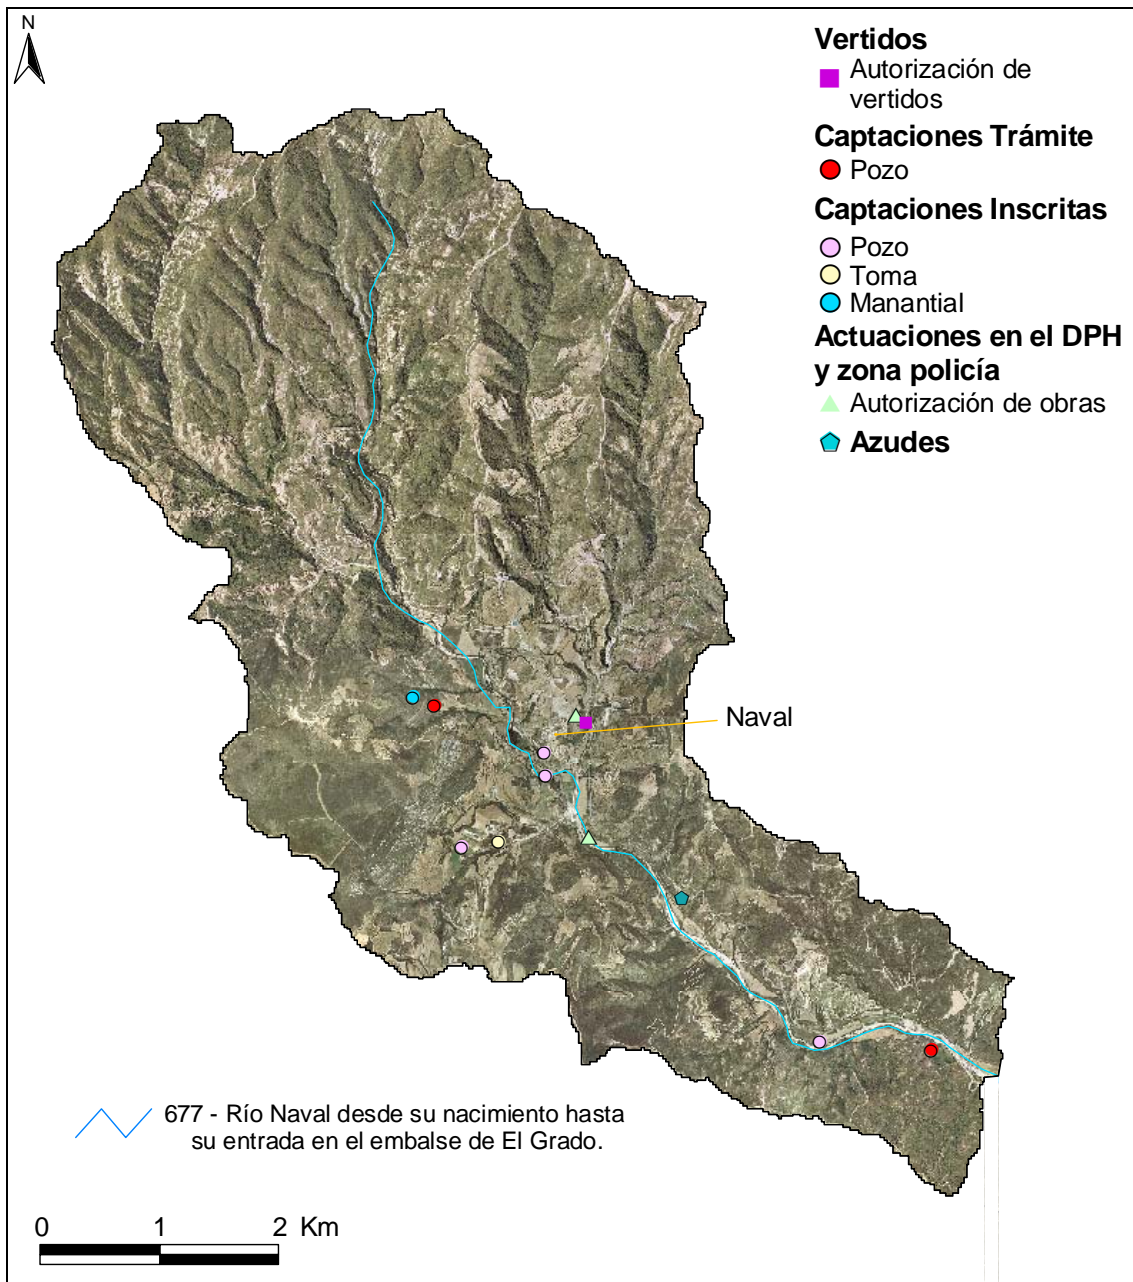 N
Vertidos
Autorización de
vertidos
Captaciones Trámite
Pozo
Captaciones Inscritas
Pozo
Toma
Manantial
Actuaciones en el DPH
y zona policía
Autorización de obras
Azudes
Naval
677 - Río Naval desde su nacimiento hasta
su entrada en el embalse de El Grado.
0 1 2 Km